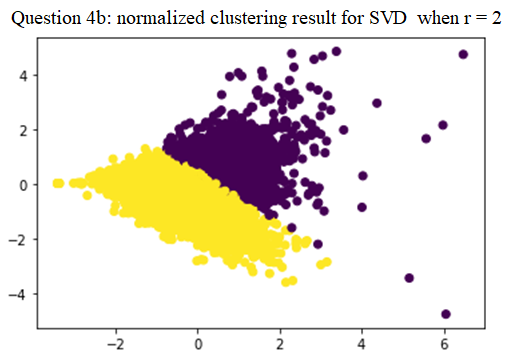 Question 4b: normalized clustering result for SVD when r = 2
4
2
0
−2
−4
−2 0 2 4 6